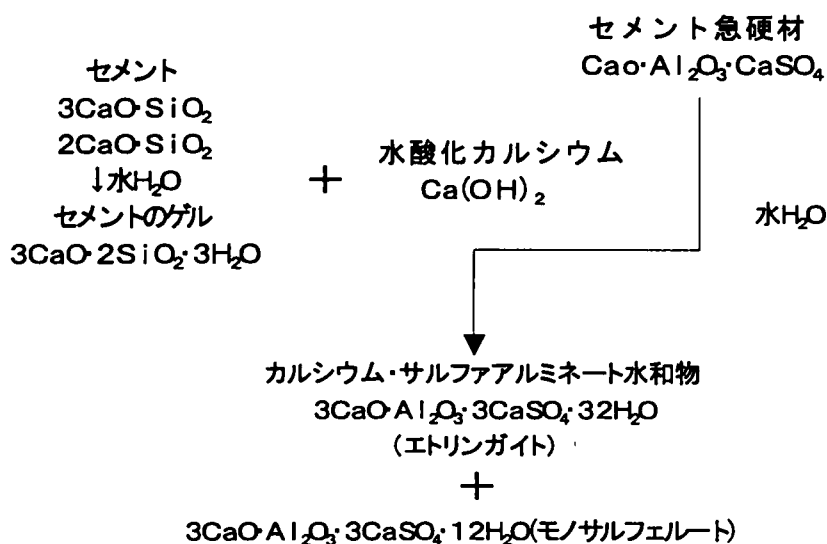 セメント急硬材
Cao·Al₂O₃·CaSO₄
セメント
3CaO·SiO₂
2CaO·SiO₂
↓水H₂O
セメントのゲル
3CaO·2SiO₂·3H₂O
+
水酸化カルシウム
Ca(OH)₂
水H₂O
カルシウム・サルファアルミネート水和物
3CaO·Al₂O₃·3CaSO₄·32H₂O
(エトリンガイト)
+
3CaO·Al₂O₃·3CaSO₄·12H₂O(モノサルフェルート)